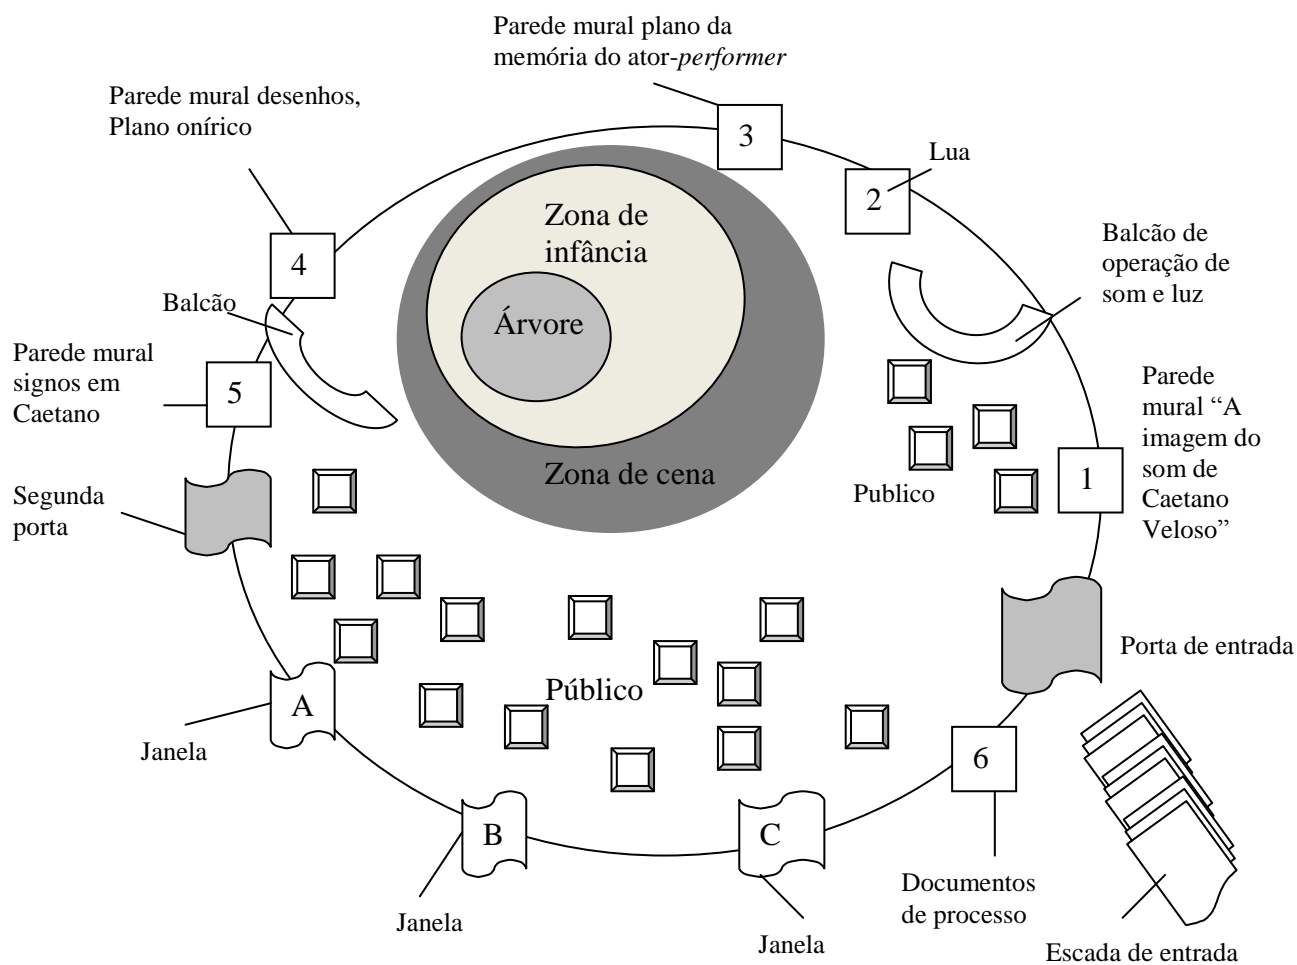 Parede mural plano da
memória do ator-performer
Parede mural desenhos,
Plano onírico
3
Lua
2
Zona de
infância
Balcão de
operação de
som e luz
4
Balcão
Árvore
Parede mural
signos em
Caetano
5
Parede
mural “A
imagem do
som de
Caetano
Veloso”
1
Zona de cena
Publico
Segunda
porta
Porta de entrada
Público
A
Janela
6
B
C
Documentos
de processo
Janela
Janela
Escada de entrada